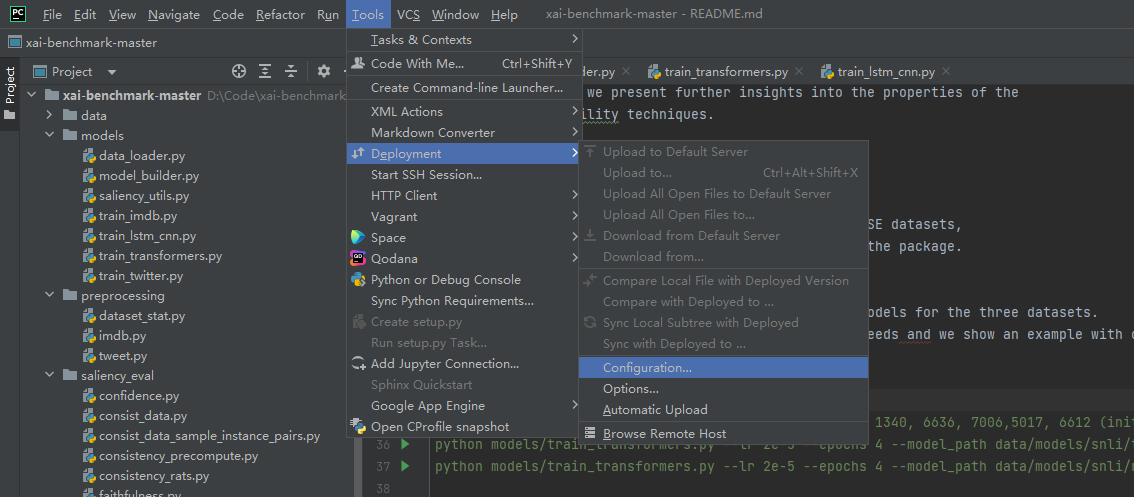 PC File Edit View Navigate Code Refactor Run Tools VCS Window Help xai-benchmark-master - README.md
xai-benchmark-master
Project
Project
der.py train_transformers.py train_lstm_cnn.py
xai-benchmark-master D:\Code\xai-benchmark
data
models
data_loader.py
model_builder.py
saliency_utils.py
train_imdb.py
train_lstm_cnn.py
train_transformers.py
train_twitter.py
preprocessing
dataset_stat.py
imdb.py
tweet.py
saliency_eval
confidence.py
consist_data.py
consist_data_sample_instance_pairs.py
consistency_precompute.py
consistency_rats.py
faithfulness.py
Tasks & Contexts
Code With Me... Ctrl+Shift+Y
Create Command-line Launcher...
XML Actions
Markdown Converter
Deployment
Start SSH Session...
HTTP Client
Vagrant
Space
Qodana
Python or Debug Console
Sync Python Requirements...
Create setup.py
Run setup.py Task...
Add Jupyter Connection...
Sphinx Quickstart
Google App Engine
Open CProfile snapshot
Upload to Default Server
Upload to... Ctrl+Alt+Shift+X
Upload All Open Files to Default Server
Upload All Open Files to...
Download from Default Server
Download from...
Compare Local File with Deployed Version
Compare with Deployed to ...
Sync Local Subtree with Deployed
Sync with Deployed to ...
Configuration...
Options...
Automatic Upload
Browse Remote Host
we present further insights into the properties of the
ility techniques.
SE datasets,
the package.
odels for the three datasets.
eeds and we show an example with
1340, 6636, 7006,5017, 6612 (ini
36 python models/train_transformers.py --lr 2e-5 --epochs 4 --model_path data/models/snli/
37 python models/train_transformers.py --lr 2e-5 --epochs 4 --model_path data/models/snli/
38